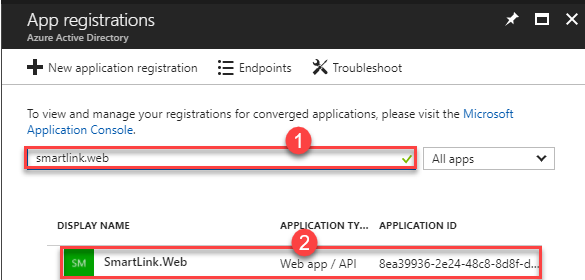 App registrations
Azure Active Directory
New application registration Endpoints Troubleshoot
To view and manage your registrations for converged applications, please visit the Microsoft
Application Console.
1
smartlink.web All apps
DISPLAY NAME APPLICATION TY... APPLICATION ID
2
SM SmartLink.Web Web app / API 8ea39936-2e24-48c8-8d8f-d...